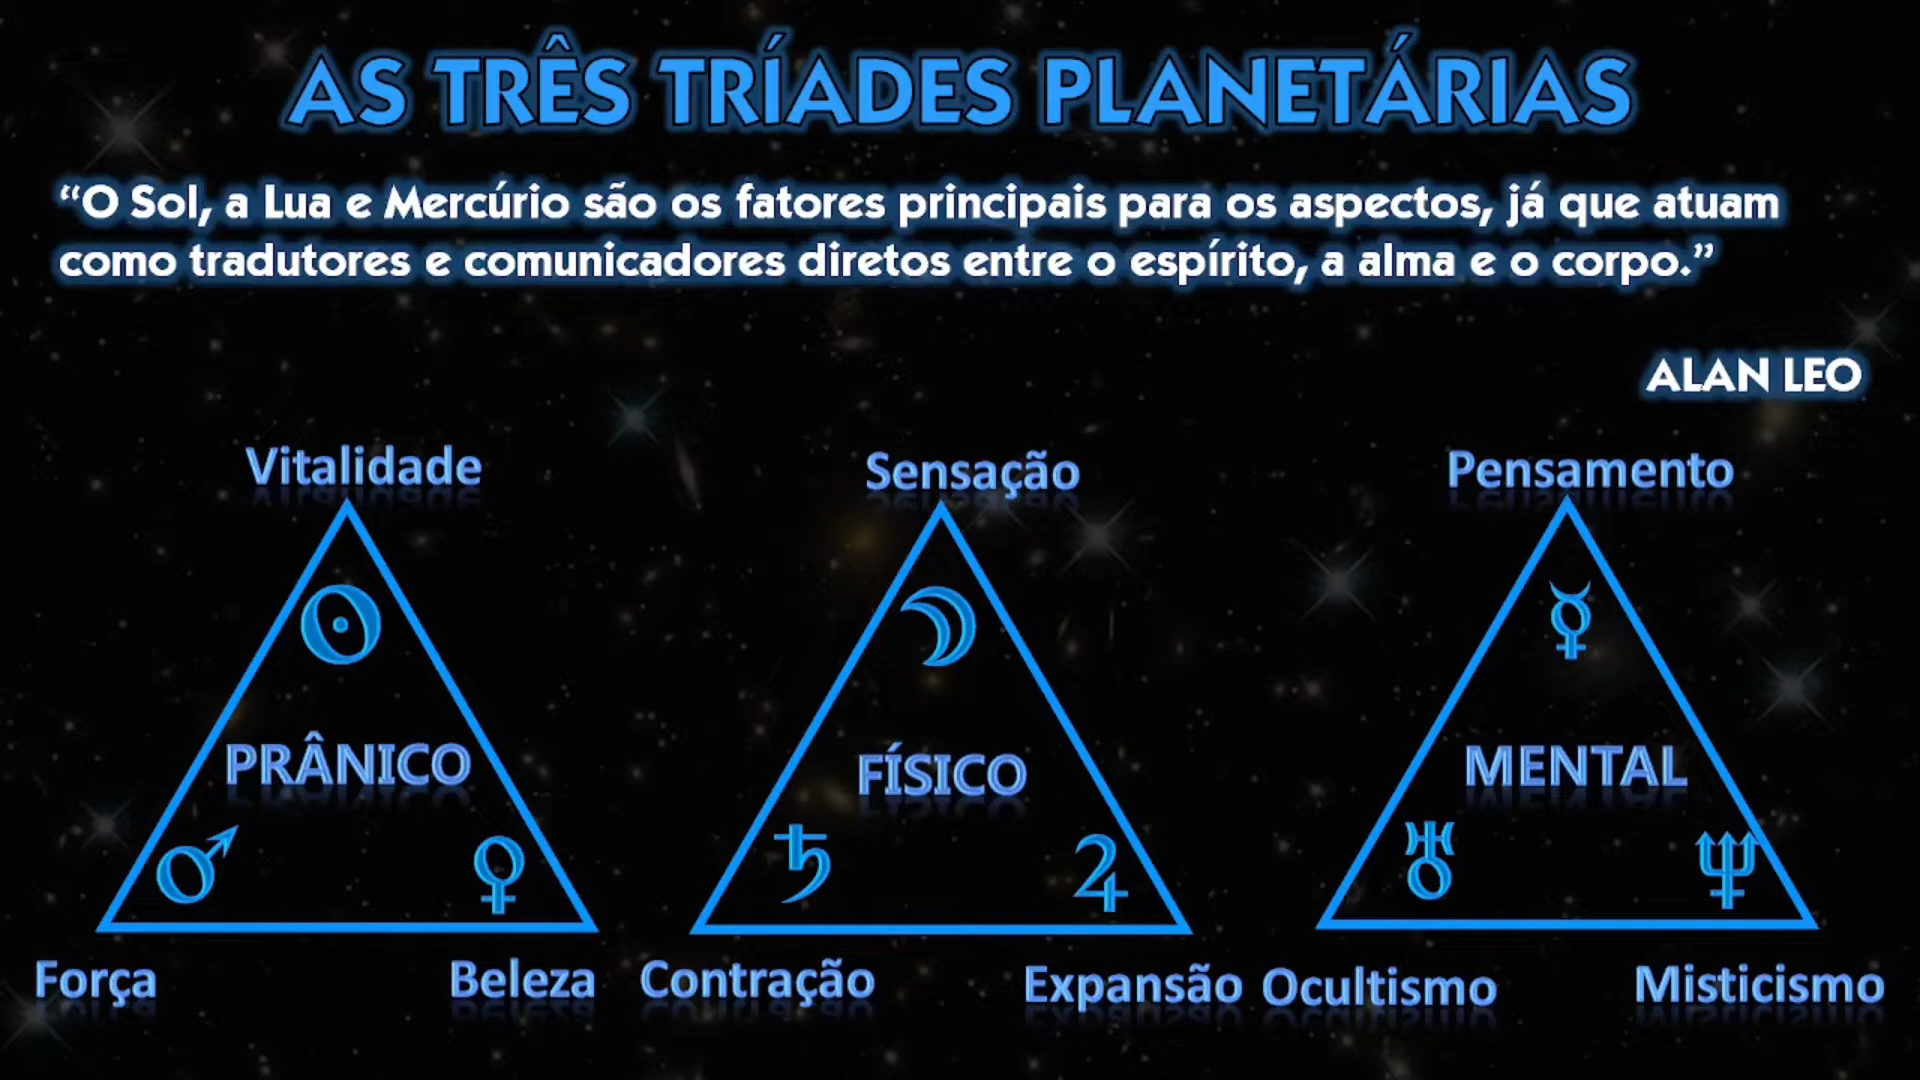 AS TRÊS TRÍADES PLANETÁRIAS
“O Sol, a Lua e Mercúrio são os fatores principais para os aspectos, já que atuam
como tradutores e comunicadores diretos entre o espírito, a alma e o corpo.”
ALAN LEO
Vitalidade
Sensação
Pensamento
PRÂNICO
FÍSICO
MENTAL
Força
Beleza
Contração
Expansão
Ocultismo
Misticismo